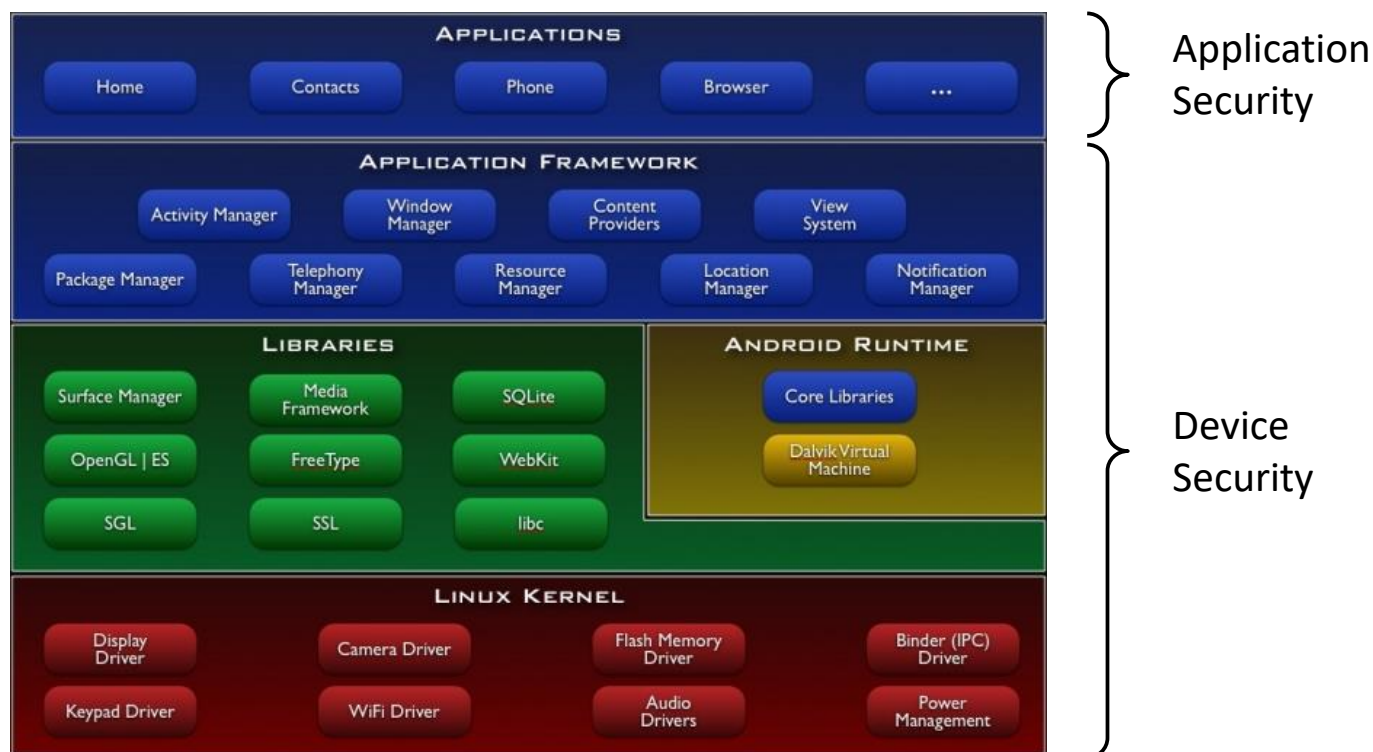 APPLICATIONS
Home Contacts Phone Browser ...
Application
Security
APPLICATION FRAMEWORK
Activity Manager Window
Manager Content
Providers View
System
Package Manager Telephony
Manager Resource
Manager Location
Manager Notification
Manager
LIBRARIES
Surface Manager Media
Framework SQLite
OpenGL | ES FreeType WebKit
SGL SSL libc
ANDROID RUNTIME
Core Libraries
Dalvik Virtual
Machine
Device
Security
LINUX KERNEL
Display
Driver Camera Driver Flash Memory
Driver Binder (IPC)
Driver
Keypad Driver WiFi Driver Audio
Drivers Power
Management